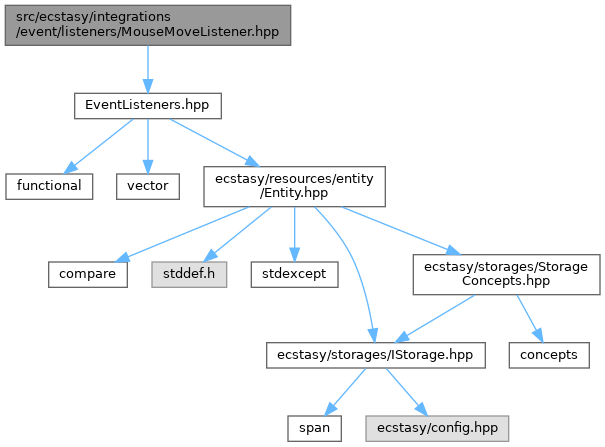 src/ecstasy/integrations
/event/listeners/MouseMoveListener.hpp
EventListeners.hpp
functional
vector
ecstasy/resources/entity
/Entity.hpp
compare
stddef.h
stdexcept
ecstasy/storages/Storage
Concepts.hpp
ecstasy/storages/IStorage.hpp
concepts
span
ecstasy/config.hpp